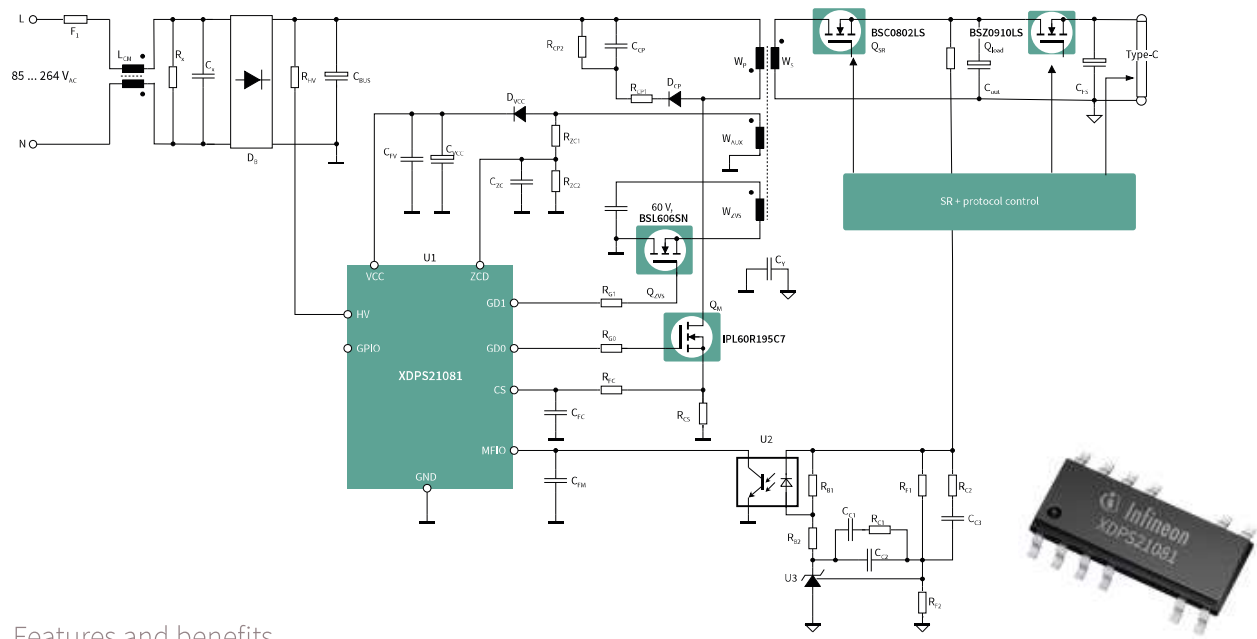 L
F1
LCM
85 ... 264 VAC
N
Rx
Cx
DB
RHV
CBUS
RCP2
CCP
RCP1
DCP
WP
WS
BSC0802LS
QSR
BSZ0910LS
Qload
Cout
CFS
Type-C
DVCC
CFV
CVCC
RZC1
CZC
RZC2
WAUX
60 V,
BSL606SN
WZVS
SR + protocol control
U1
VCC
ZCD
HV
GPIO
XDPS21081
GD1
GD0
CS
MFIO
GND
RG1
QZVS
CY
QM
RG0
IPL60R195C7
RFC
CFC
RCS
CFM
U2
RB1
RF1
RC2
CC1
RC1
CC3
RB2
CC2
U3
RF2
Infineon
XDPS21081
Features and benefits